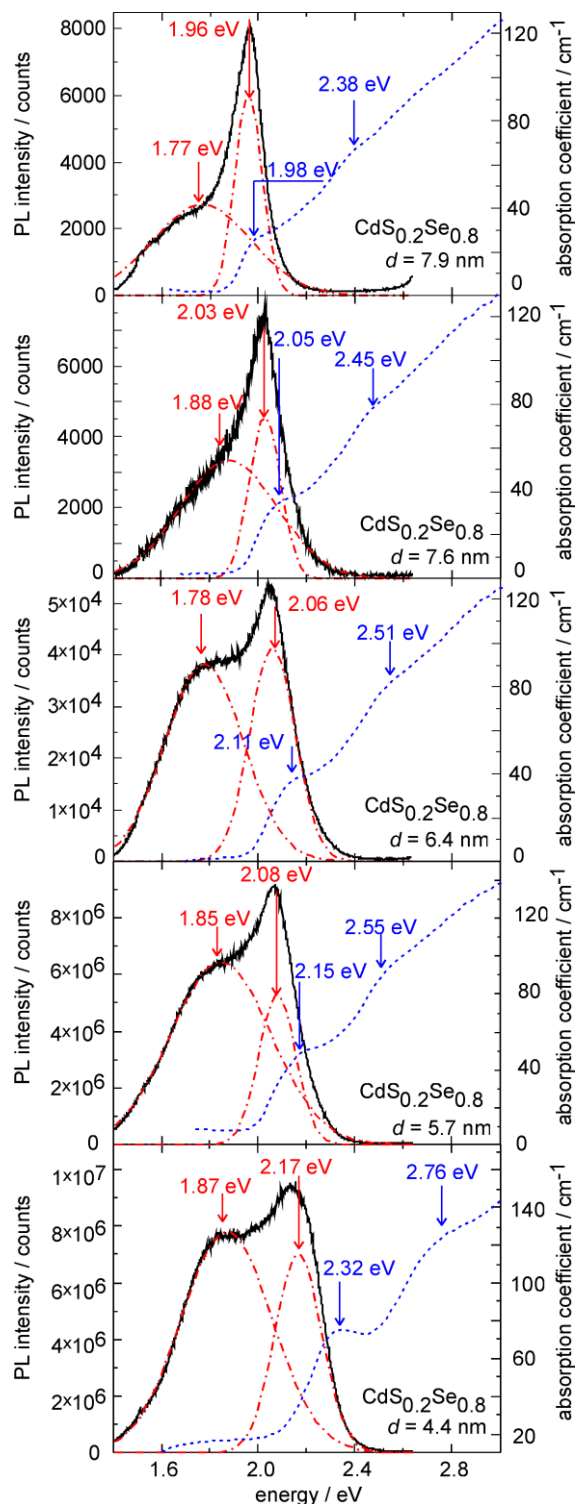 8000
6000
4000
2000
0
PL intensity / counts
1.96 eV
1.77 eV
2.38 eV
1.98 eV
CdS0.2Se0.8
d = 7.9 nm
120
80
40
0
absorption coefficient / cm-1
6000
4000
2000
0
PL intensity / counts
2.03 eV
2.05 eV
2.45 eV
1.88 eV
CdS0.2Se0.8
d = 7.6 nm
120
80
40
0
absorption coefficient / cm-1
5×10⁴
4×10⁴
3×10⁴
2×10⁴
1×10⁴
0
PL intensity / counts
1.78 eV
2.06 eV
2.51 eV
2.11 eV
CdS0.2Se0.8
d = 6.4 nm
120
80
40
0
absorption coefficient / cm-1
8×10⁶
6×10⁶
4×10⁶
2×10⁶
0
PL intensity / counts
2.08 eV
1.85 eV
2.55 eV
2.15 eV
CdS0.2Se0.8
d = 5.7 nm
120
80
40
0
absorption coefficient / cm-1
1×10⁷
8×10⁶
6×10⁶
4×10⁶
2×10⁶
0
PL intensity / counts
1.87 eV
2.17 eV
2.76 eV
2.32 eV
CdS0.2Se0.8
d = 4.4 nm
140
100
60
20
absorption coefficient / cm-1
1.6
2.0
2.4
2.8
energy / eV